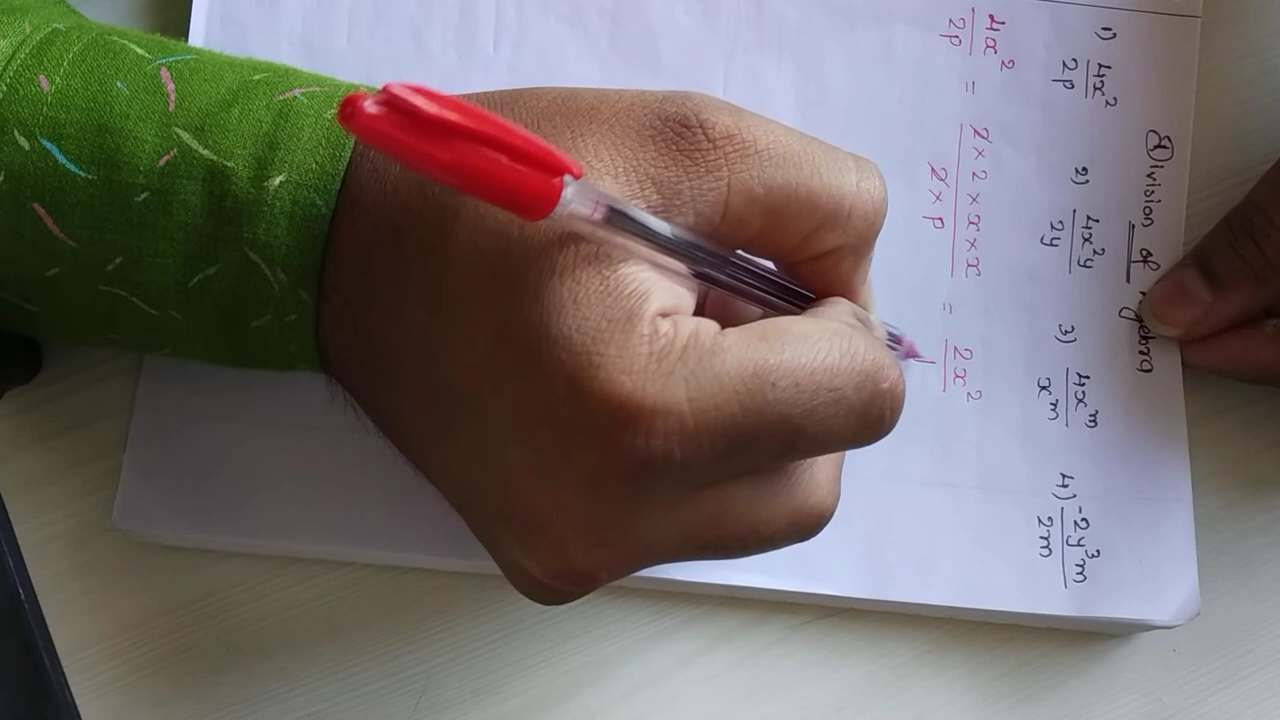 Division of Algebra
1) 4x²/2p 2) 4x²y/2y 3) 4xᵐ/xᵐ 4) -2y³m/2m
4x²/2p = 2×2×x×x/2×p = 2x²/